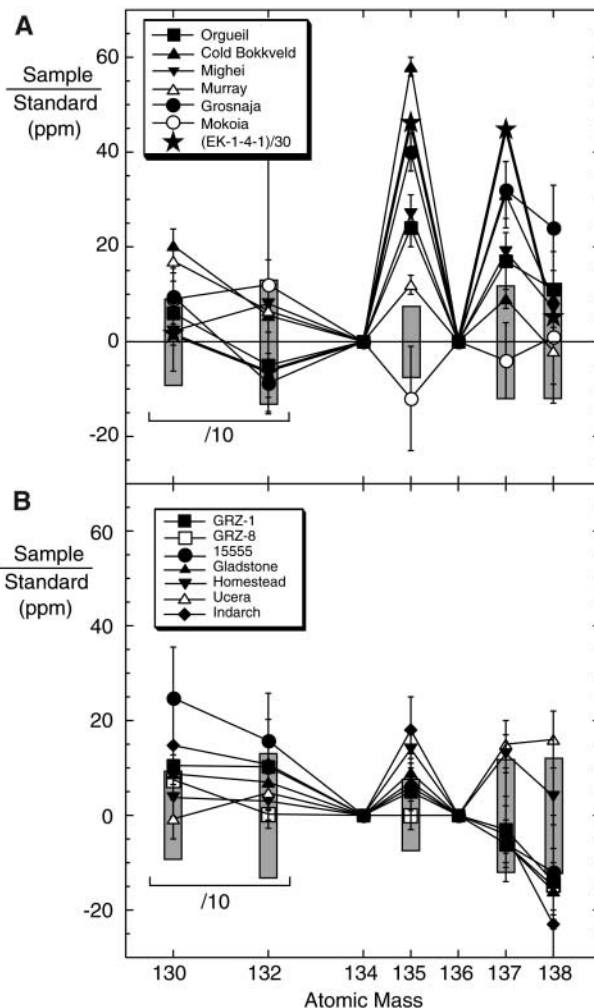 A
Sample
Standard
(ppm)
60
40
20
0
-20
Orgueil
Cold Bokkveld
Mighei
Murray
Grosnaja
Mokoia
(EK-1-4-1)/30
/10
B
Sample
Standard
(ppm)
60
40
20
0
-20
GRZ-1
GRZ-8
15555
Gladstone
Homestead
Ucera
Indarch
/10
130 132 134 135 136 137 138
Atomic Mass